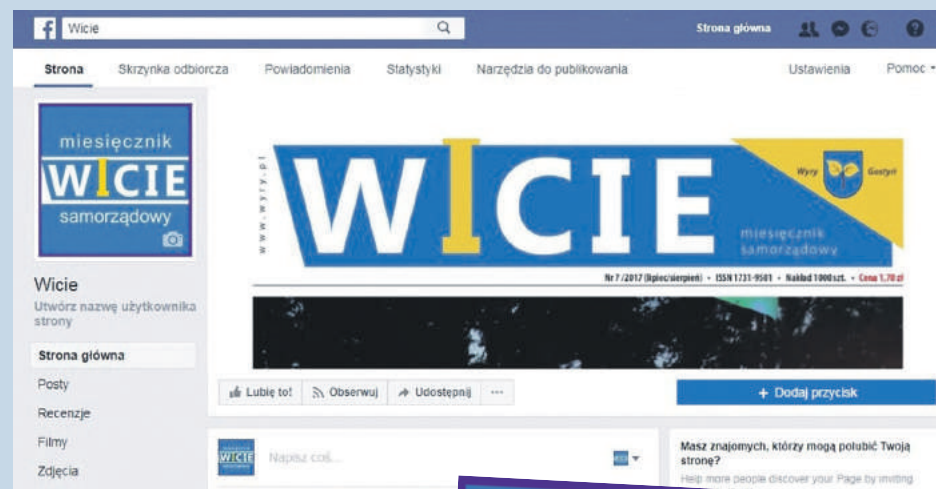 Wicie
Strona główna
Strona
Skrzynka odbiorcza
Powiadomienia
Statystyki
Narzędzia do publikowania
Ustawienia
Pomoc
miesięcznik
WICIE
samorządowy
www.wyry.pl
WICIE
Wyry
Gostyń
miesięcznik
samorządowy
Nr 7 /2017 (lipiec/sierpień) • ISSN 1731-9501 • Nakład 1000 szt. • Cena 1,70 zł
Wicie
Utwórz nazwę użytkownika
strony
Strona główna
Posty
Recenzje
Filmy
Zdjęcia
Lubię to!
Obserwuj
Udostępnij
+ Dodaj przycisk
WICIE
Napisz coś...
Masz znajomych, którzy mogą polubić Twoją
stronę?
Help more people discover your Page by inviting